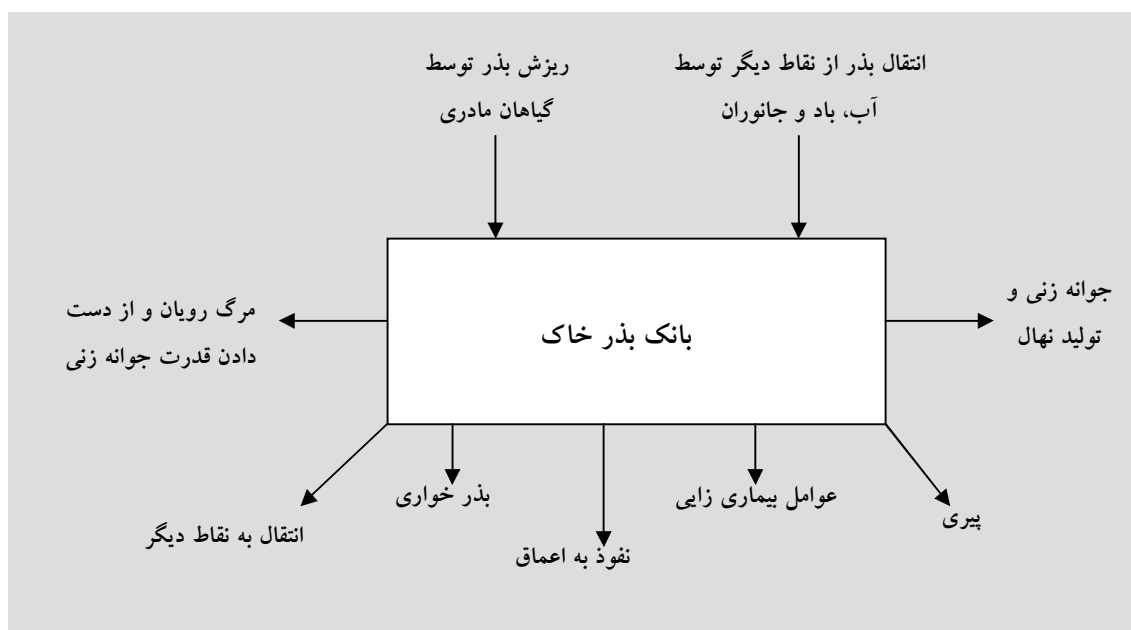 انتقال بذر از نقاط دیگر توسط
آب، باد و جانوران
ریزش بذر توسط
گیاهان مادری
جوانه زنی و
تولید نهال
بانک بذر خاک
مرگ رویان و از دست
دادن قدرت جوانه زنی
پیری
عوامل بیماری زایی
نفوذ به اعماق
بذر خواری
انتقال به نقاط دیگر